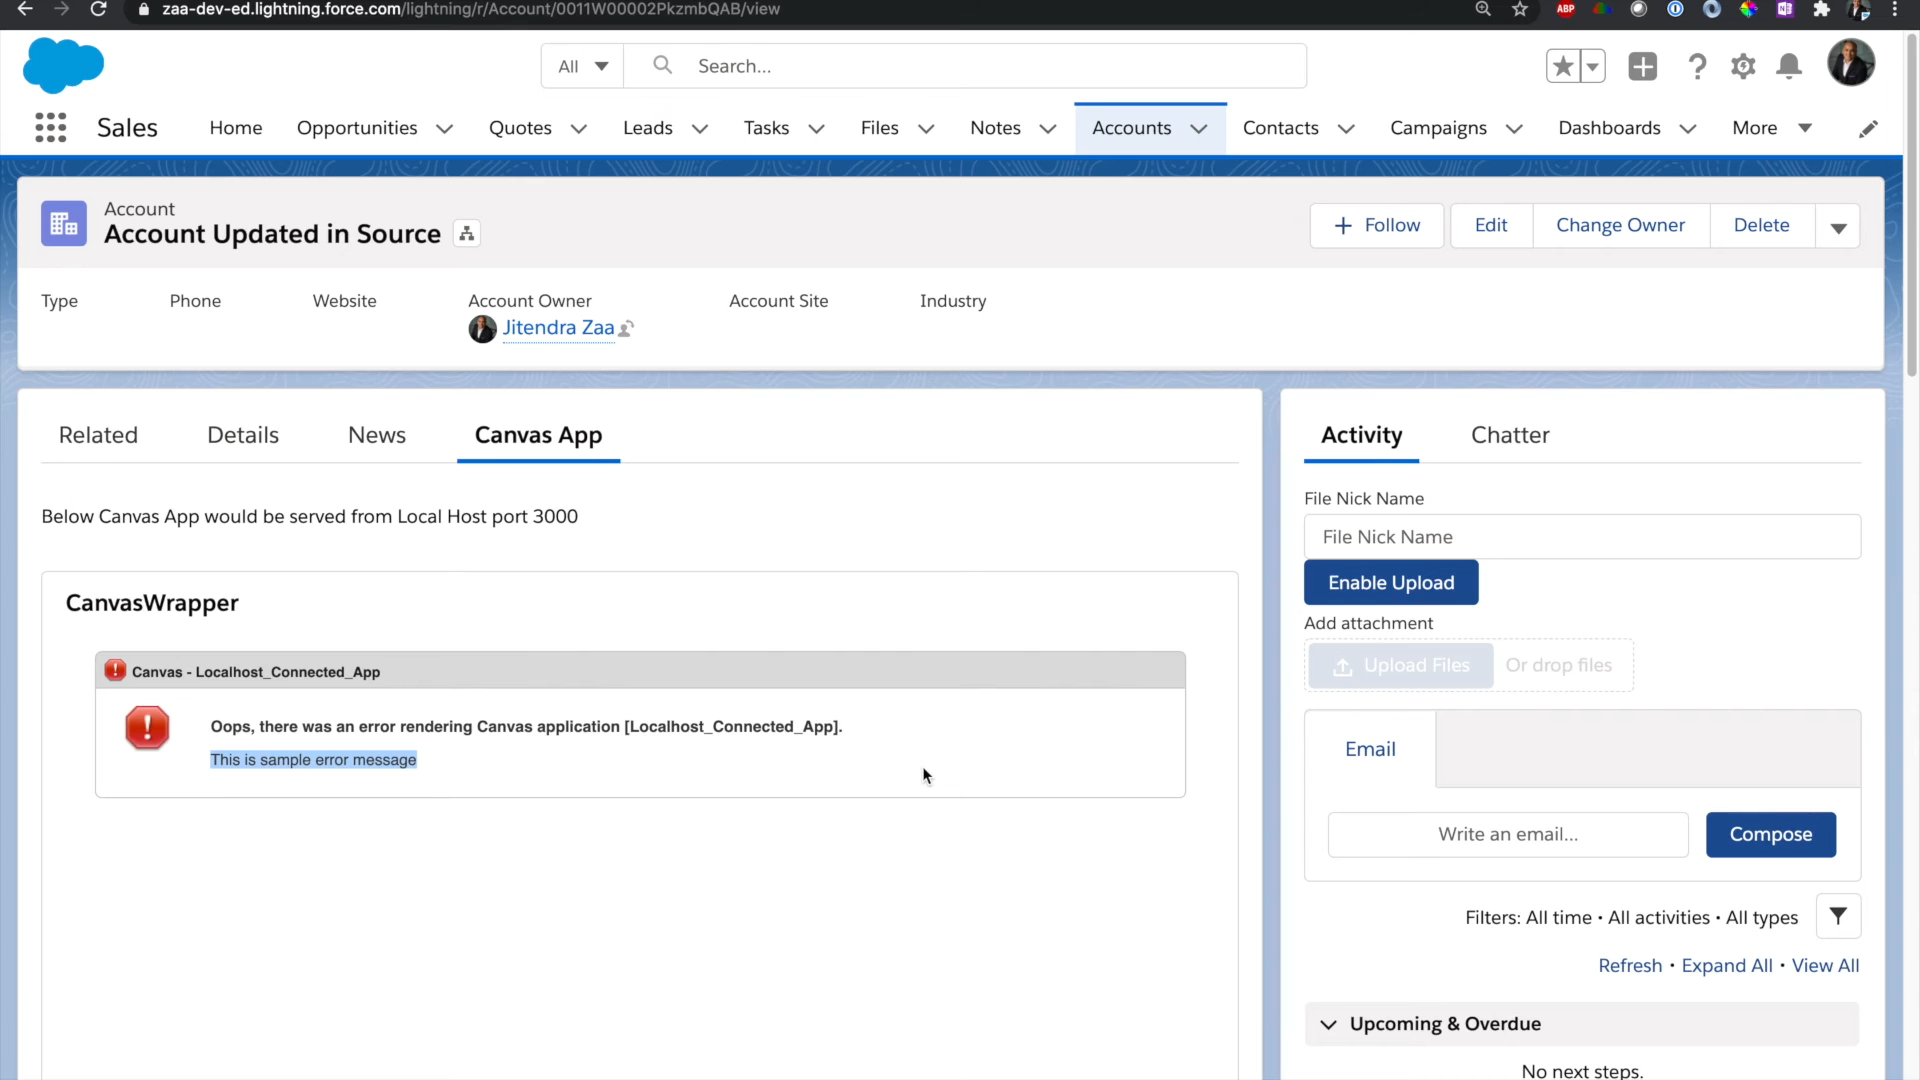 zaa-dev-ed.lightning.force.com/lightning/r/Account/0011W00002PkzmbQAB/view
ABP
All
Search...
Sales
Home
Opportunities
Quotes
Leads
Tasks
Files
Notes
Accounts
Contacts
Campaigns
Dashboards
More
Account
Account Updated in Source
+ Follow
Edit
Change Owner
Delete
Type
Phone
Website
Account Owner
Account Site
Industry
Jitendra Zaa
Related
Details
News
Canvas App
Below Canvas App would be served from Local Host port 3000
CanvasWrapper
Canvas - Localhost_Connected_App
Oops, there was an error rendering Canvas application [Localhost_Connected_App].
This is sample error message
Activity
Chatter
File Nick Name
File Nick Name
Enable Upload
Add attachment
Upload Files
Or drop files
Email
Write an email...
Compose
Filters: All time • All activities • All types
Refresh • Expand All • View All
Upcoming & Overdue
No next steps.